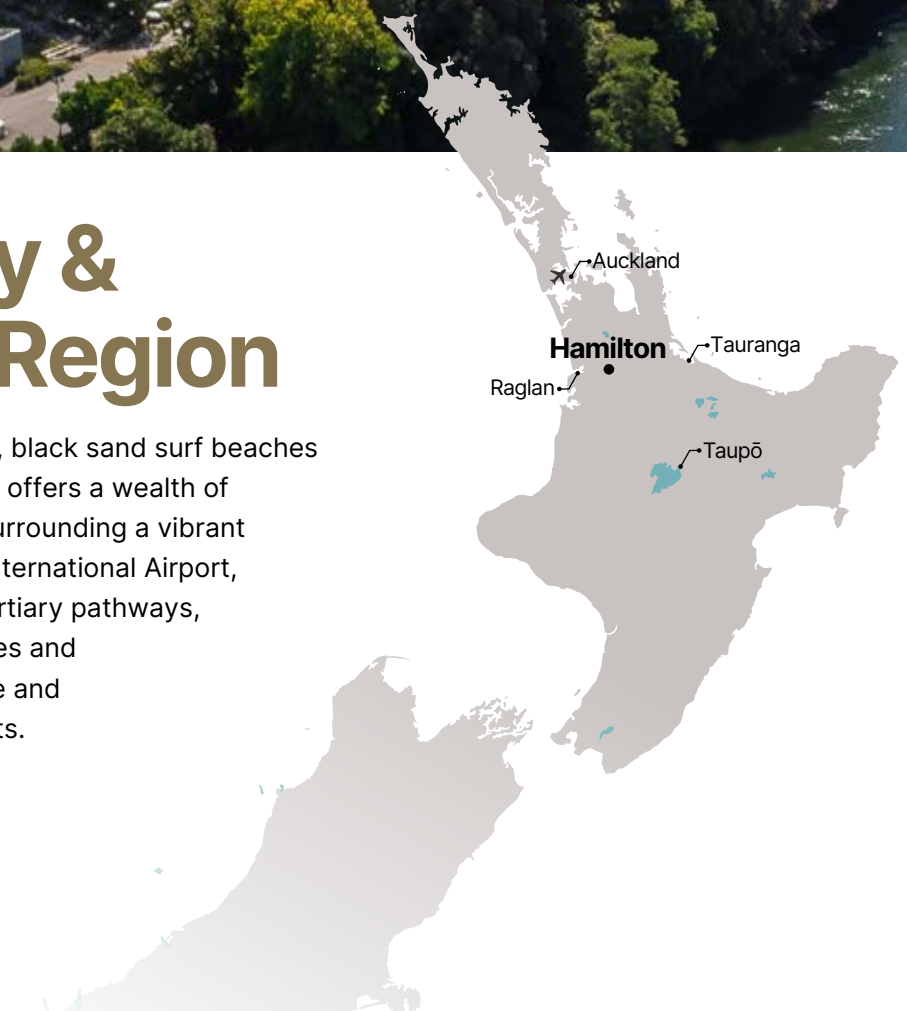 y &
Region
, black sand surf beaches
offers a wealth of
urrounding a vibrant
ternational Airport,
rtiary pathways,
es and
e and
ts.
Auckland
Hamilton
Tauranga
Raglan
Taupō